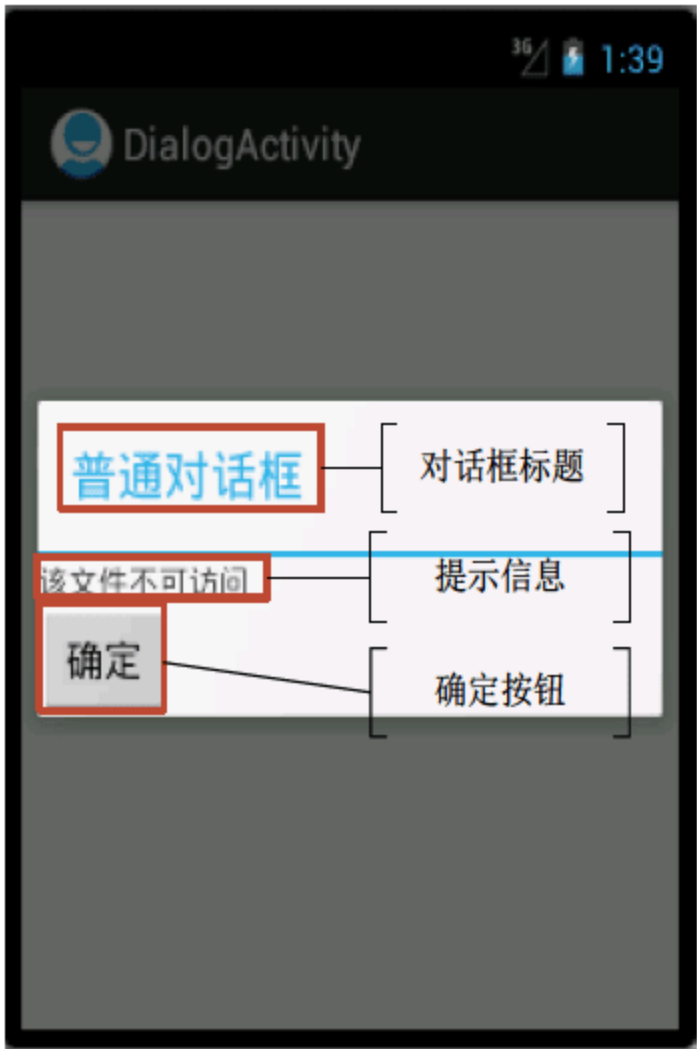 3G 1:39
DialogActivity
普通对话框
对话框标题
该文件不可访问
提示信息
确定
确定按钮